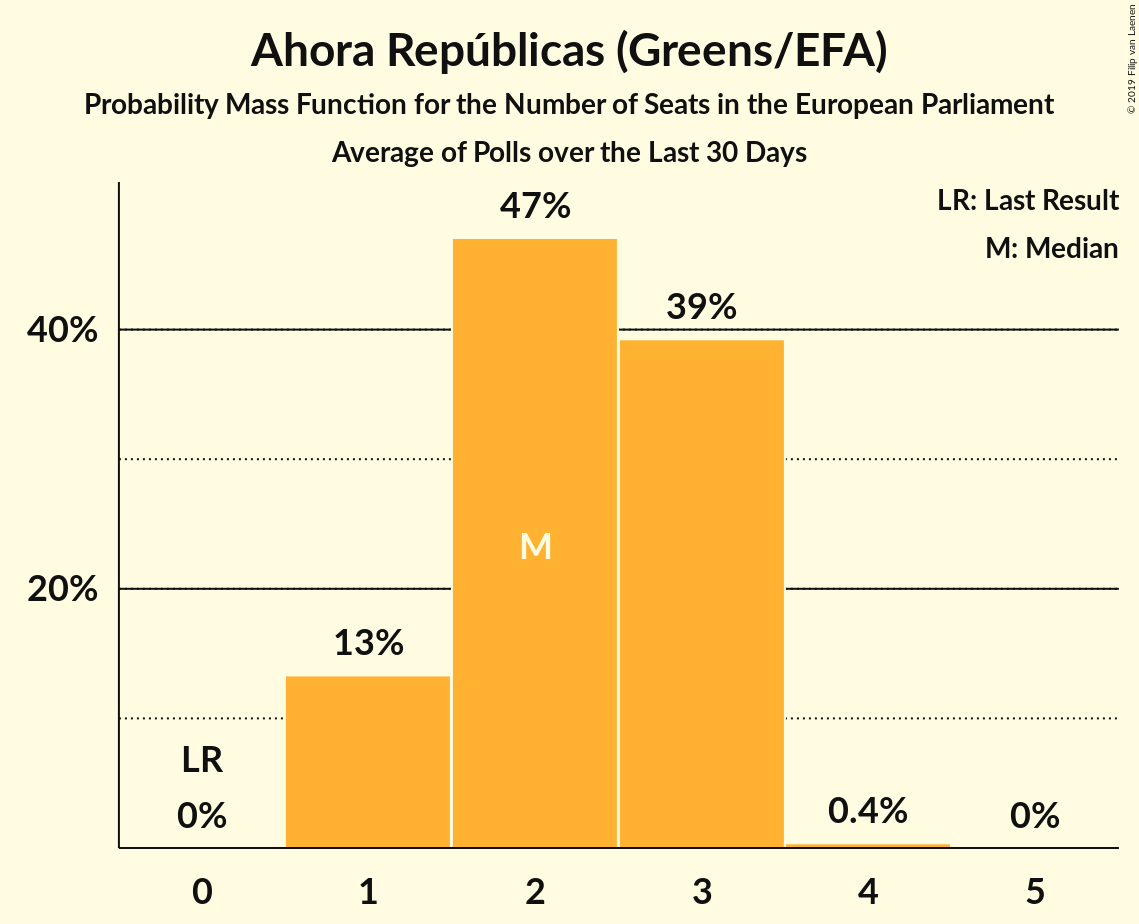 Ahora Repúblicas (Greens/EFA)
Probability Mass Function for the Number of Seats in the European Parliament
Average of Polls over the Last 30 Days
© 2019 Filip van Laenen
LR: Last Result
M: Median
47%
39%
40%
M
20%
13%
LR
0%
0.4%
0%
0 1 2 3 4 5